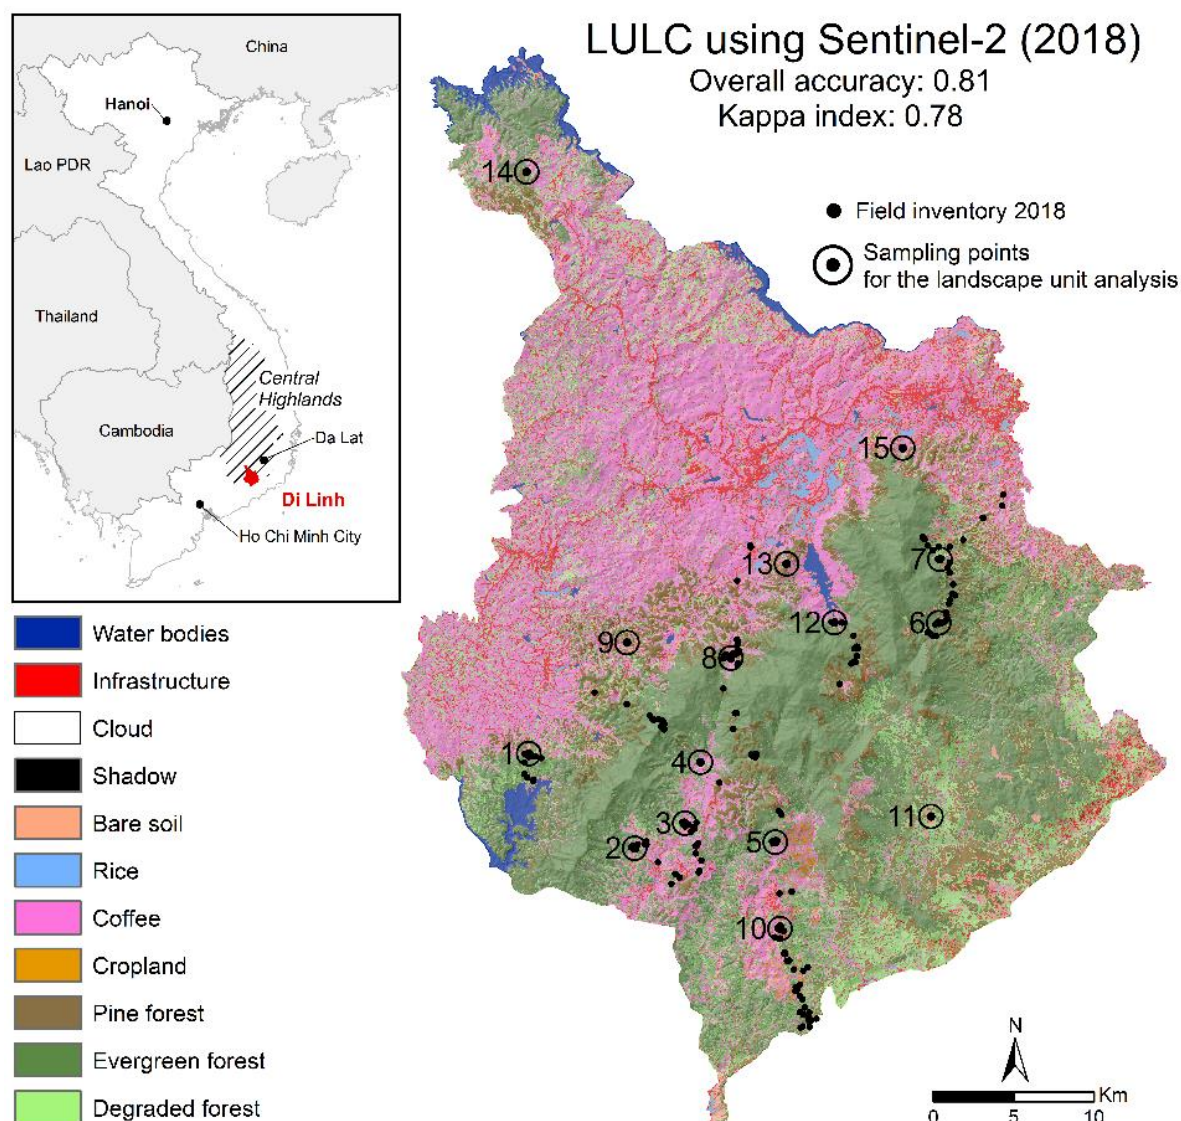 LULC using Sentinel-2 (2018)
Overall accuracy: 0.81
Kappa index: 0.78
China
Hanoi
Lao PDR
Thailand
Central
Highlands
Cambodia
Da Lat
Di Linh
Ho Chi Minh City
Field inventory 2018
Sampling points
for the landscape unit analysis
14
15
13
7
12
6
9
8
1
4
3
11
2
5
10
Water bodies
Infrastructure
Cloud
Shadow
Bare soil
Rice
Coffee
Cropland
Pine forest
Evergreen forest
Degraded forest
N
Km
0 5 10